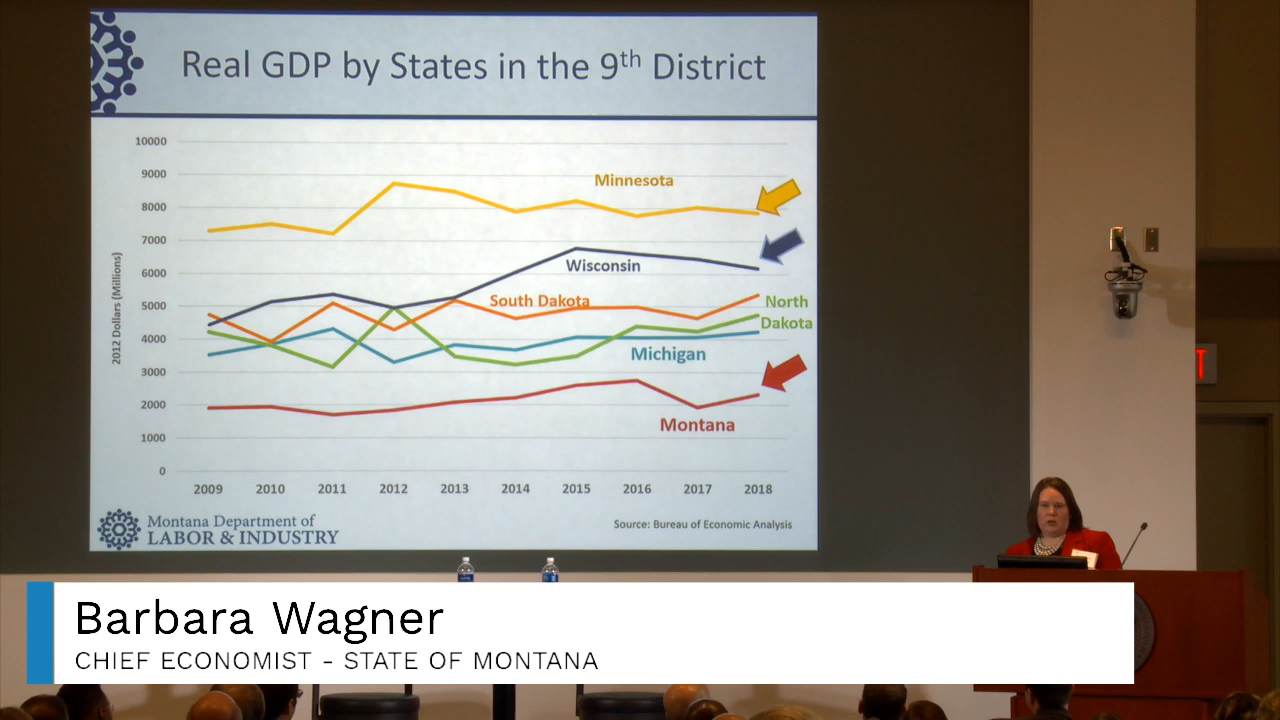 Real GDP by States in the 9th District
10000
9000
8000
7000
6000
5000
4000
3000
2000
1000
0
2012 Dollars (Millions)
Minnesota
Wisconsin
South Dakota
North
Dakota
Michigan
Montana
2009 2010 2011 2012 2013 2014 2015 2016 2017 2018
Montana Department of
LABOR & INDUSTRY
Source: Bureau of Economic Analysis
Barbara Wagner
CHIEF ECONOMIST - STATE OF MONTANA